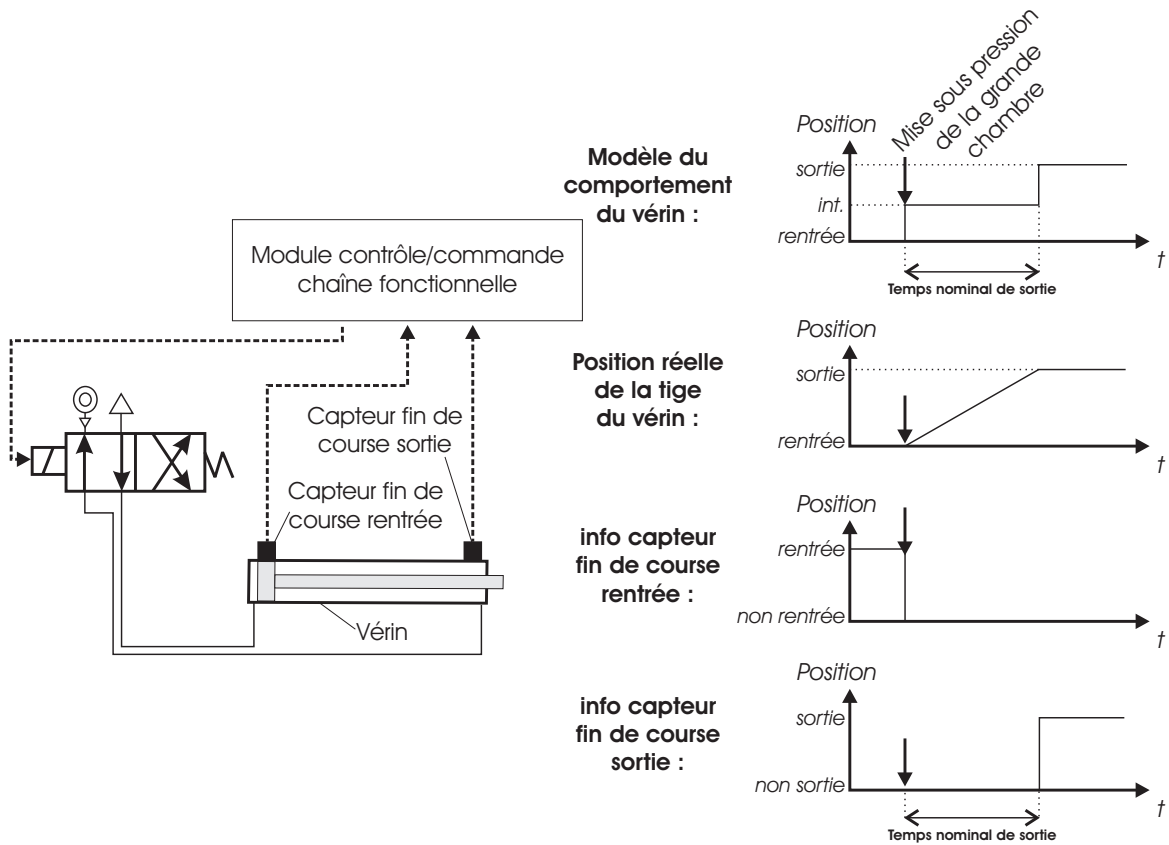 Module contrôle/commande
chaîne fonctionnelle
Capteur fin de
course sortie
Capteur fin de
course rentrée
Vérin
Modèle du
comportement
du vérin :
Position
Mise sous pression
de la grande
chambre
sortie
int.
rentrée
t
Temps nominal de sortie
Position réelle
de la tige
du vérin :
Position
sortie
rentrée
t
info capteur
fin de course
rentrée :
Position
rentrée
non rentrée
t
info capteur
fin de course
sortie :
Position
sortie
non sortie
t
Temps nominal de sortie